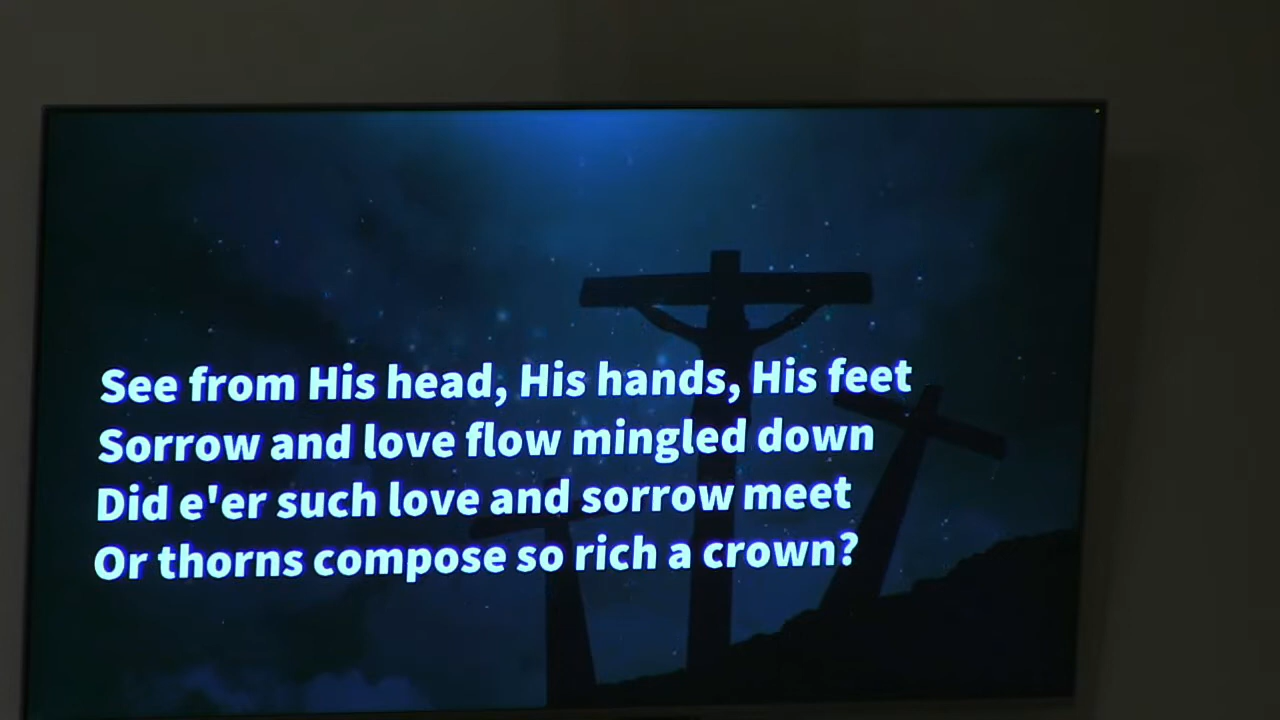 See from His head, His hands, His feet
Sorrow and love flow mingled down
Did e'er such love and sorrow meet
Or thorns compose so rich a crown?